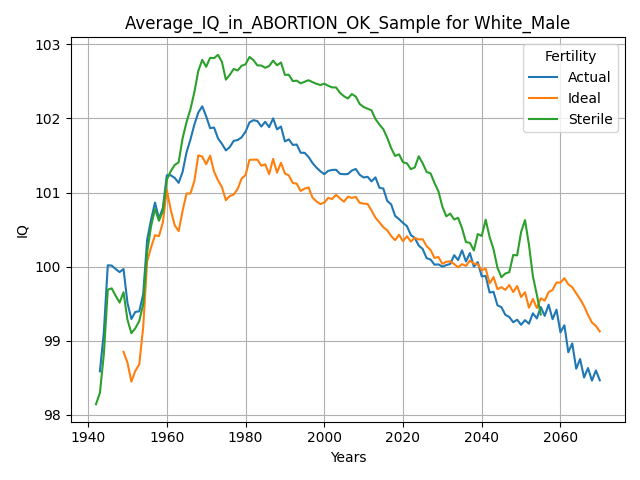 Average_IQ_in_ABORTION_OK_Sample for White_Male
103
102
101
100
99
98
IQ
1940
1960
1980
2000
2020
2040
2060
Years
Fertility
Actual
Ideal
Sterile